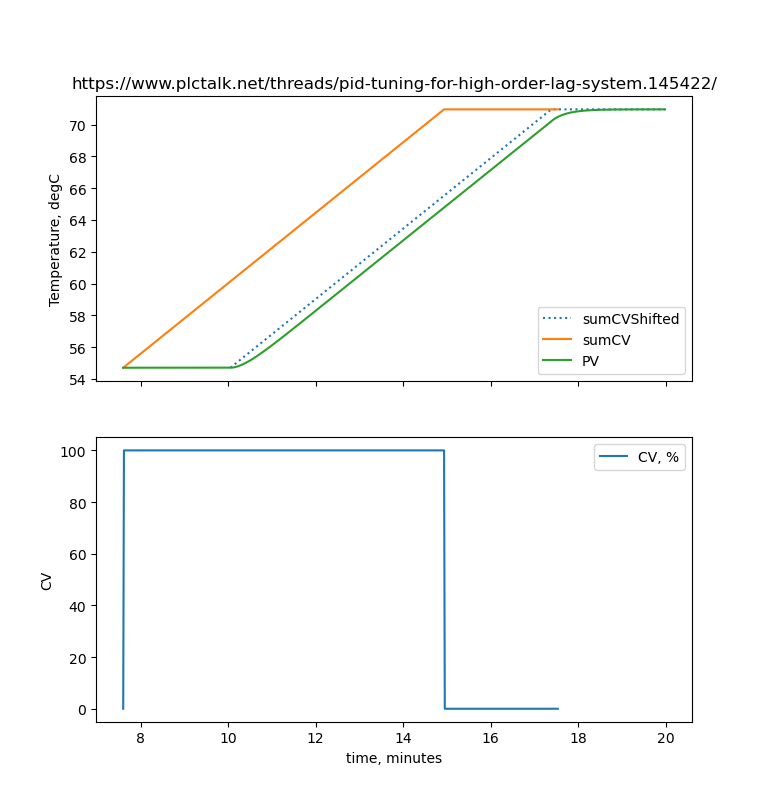 https://www.plctalk.net/threads/pid-tuning-for-high-order-lag-system.145422/
70
68
66
64
62
60
58
56
54
Temperature, degC
sumCVShifted
sumCV
PV
100
80
60
40
20
0
CV
CV, %
8 10 12 14 16 18 20
time, minutes